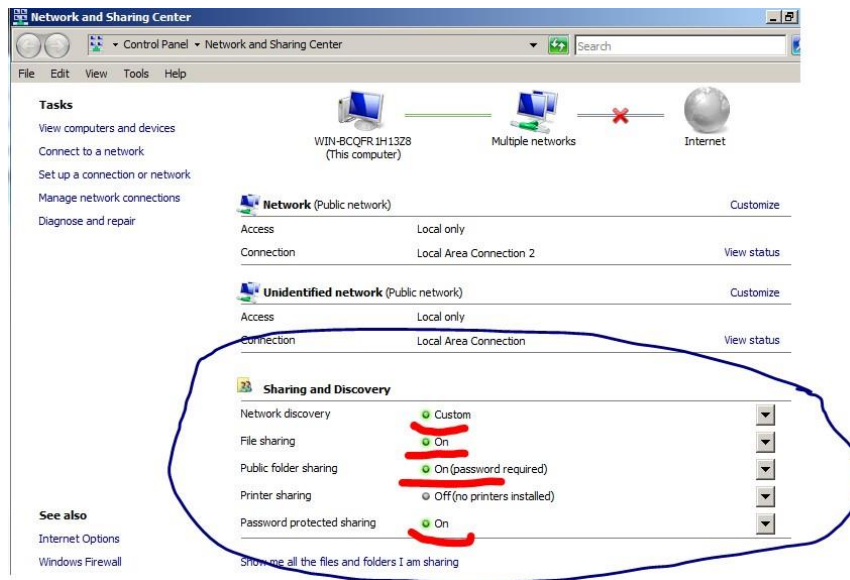 Network and Sharing Center
Control Panel Network and Sharing Center Search
File Edit View Tools Help
Tasks
View computers and devices
Connect to a network
Set up a connection or network
Manage network connections
Diagnose and repair
See also
Internet Options
Windows Firewall
WIN-BCQFR1H13Z8
(This computer)
Multiple networks
Internet
Network (Public network) Customize
Access Local only
Connection Local Area Connection 2 View status
Unidentified network (Public network) Customize
Access Local only
Connection Local Area Connection View status
Sharing and Discovery
Network discovery Custom
File sharing On
Public folder sharing On (password required)
Printer sharing Off (no printers installed)
Password protected sharing On
Show me all the files and folders I am sharing